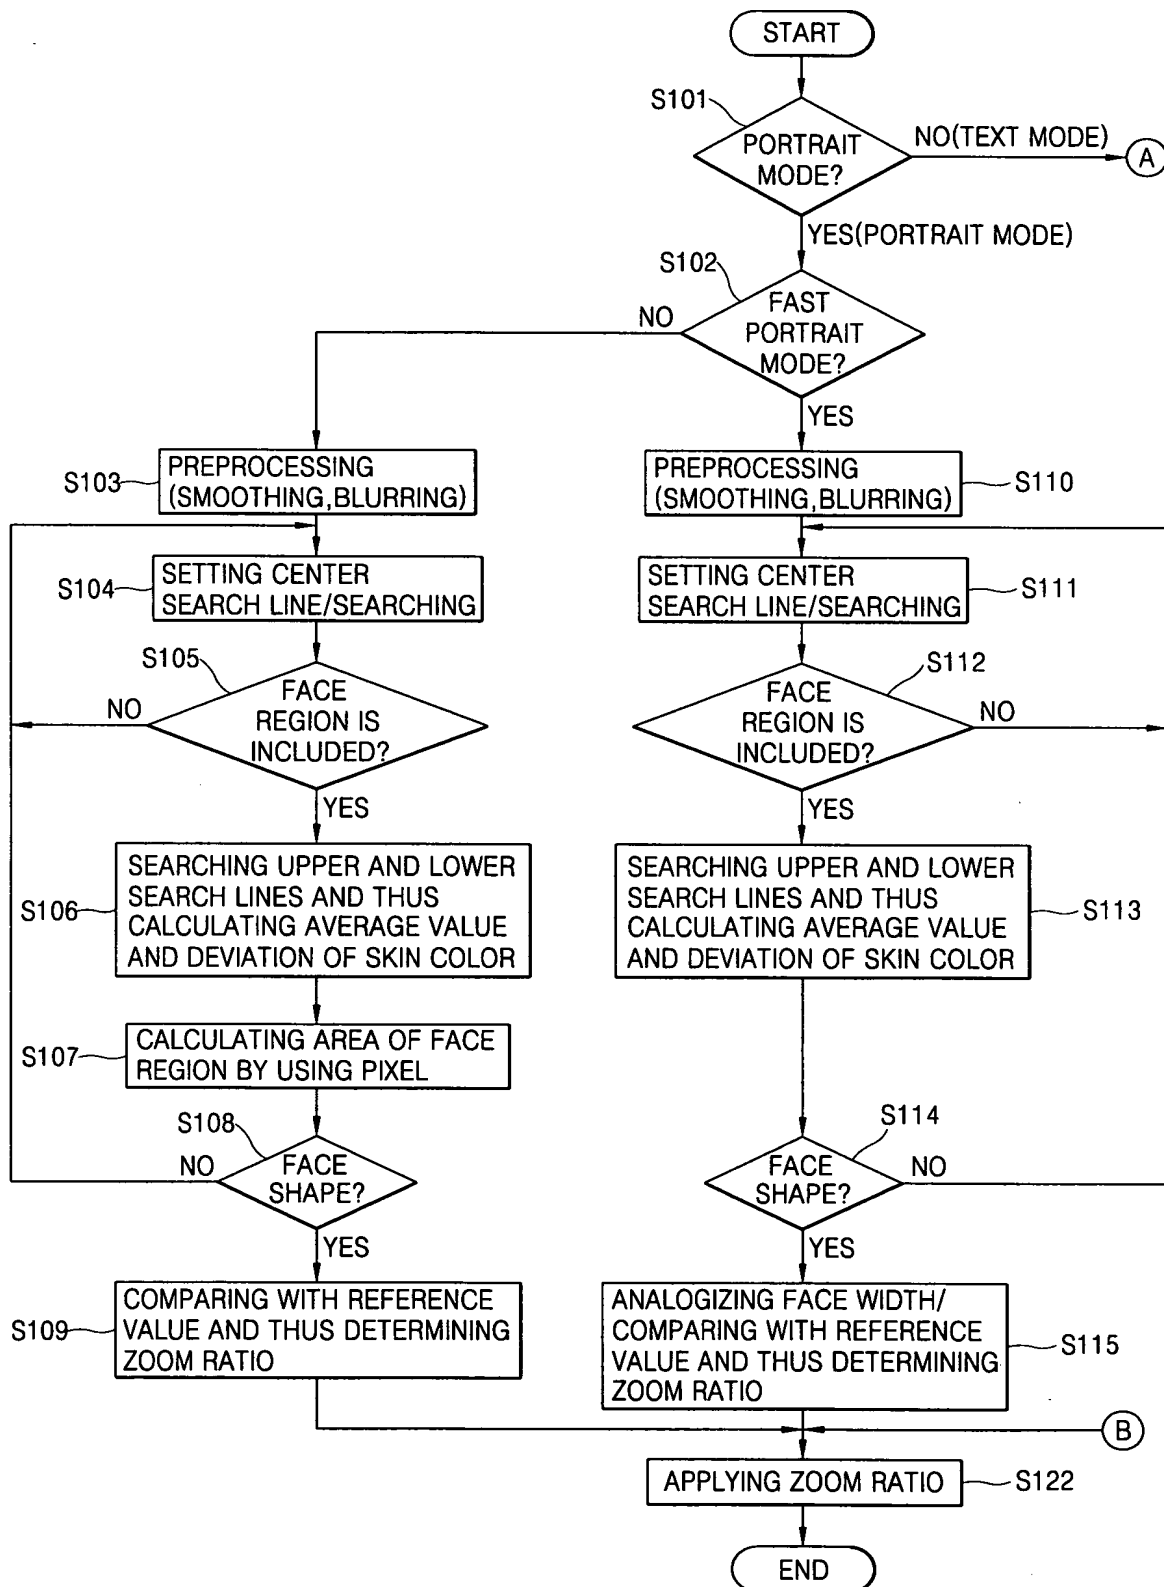 START
S101
PORTRAIT
MODE?
NO(TEXT MODE)
A
YES(PORTRAIT MODE)
S102
FAST
PORTRAIT
MODE?
NO
YES
S103
PREPROCESSING
(SMOOTHING,BLURRING)
PREPROCESSING
(SMOOTHING,BLURRING)
S110
S104
SETTING CENTER
SEARCH LINE/SEARCHING
SETTING CENTER
SEARCH LINE/SEARCHING
S111
S105
FACE
REGION IS
INCLUDED?
NO
YES
S112
FACE
REGION IS
INCLUDED?
NO
YES
S106
SEARCHING UPPER AND LOWER
SEARCH LINES AND THUS
CALCULATING AVERAGE VALUE
AND DEVIATION OF SKIN COLOR
SEARCHING UPPER AND LOWER
SEARCH LINES AND THUS
CALCULATING AVERAGE VALUE
AND DEVIATION OF SKIN COLOR
S113
S107
CALCULATING AREA OF FACE
REGION BY USING PIXEL
S108
FACE
SHAPE?
NO
YES
S114
FACE
SHAPE?
NO
YES
S109
COMPARING WITH REFERENCE
VALUE AND THUS DETERMINING
ZOOM RATIO
ANALOGIZING FACE WIDTH/
COMPARING WITH REFERENCE
VALUE AND THUS DETERMINING
ZOOM RATIO
S115
B
APPLYING ZOOM RATIO
S122
END